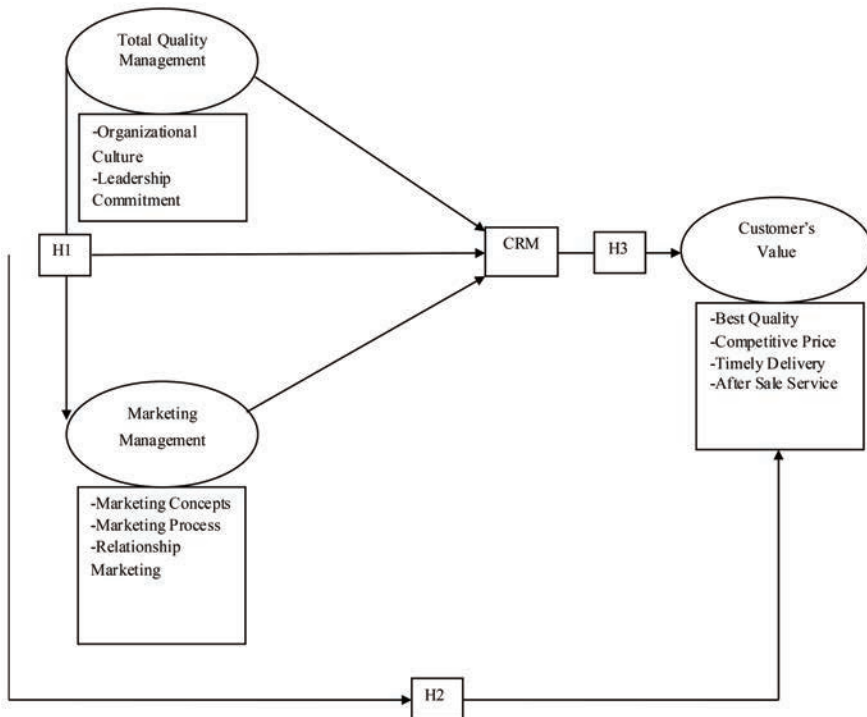 Total Quality
Management
-Organizational
Culture
-Leadership
Commitment
H1
CRM
H3
Customer's
Value
-Best Quality
-Competitive Price
-Timely Delivery
-After Sale Service
Marketing
Management
-Marketing Concepts
-Marketing Process
-Relationship
Marketing
H2